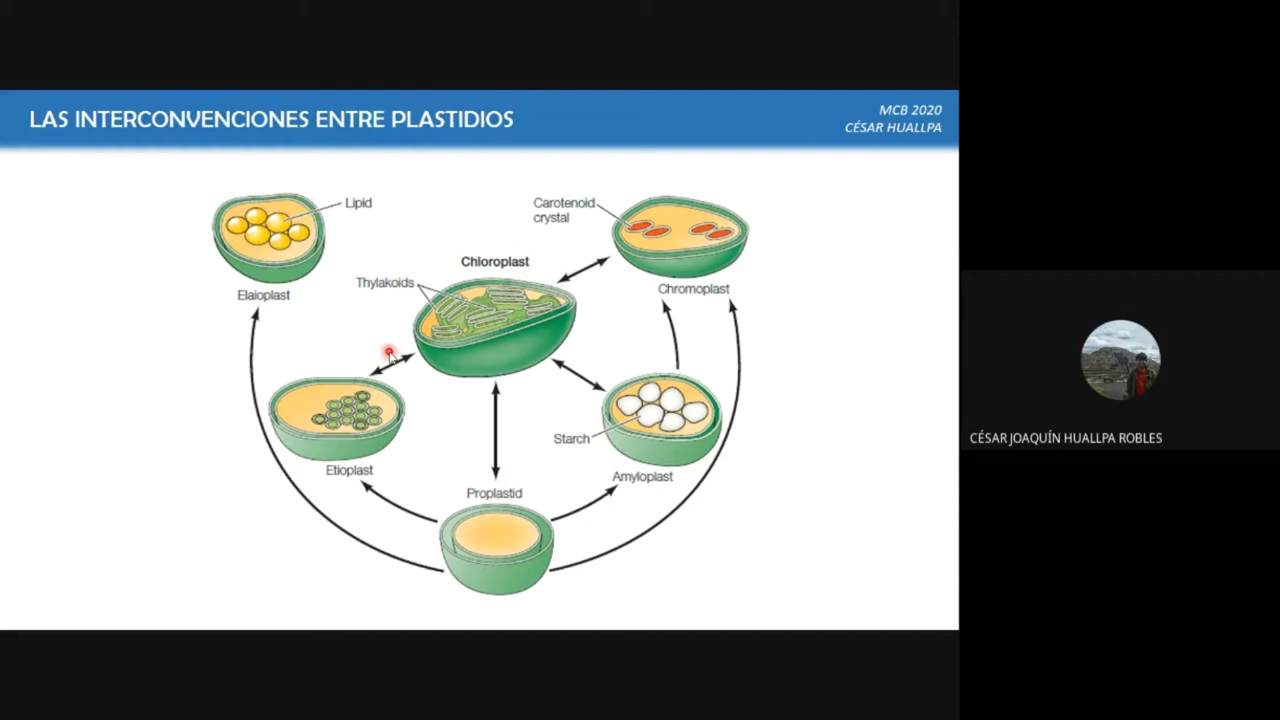 LAS INTERCONVENCIONES ENTRE PLASTIDIOS
MCB 2020
CÉSAR HUALLPA
Lipid
Elaioplast
Carotenoid
crystal
Chromoplast
Chloroplast
Thylakoids
Etioplast
Starch
Amyloplast
Proplastid
CÉSAR JOAQUÍN HUALLPA ROBLES